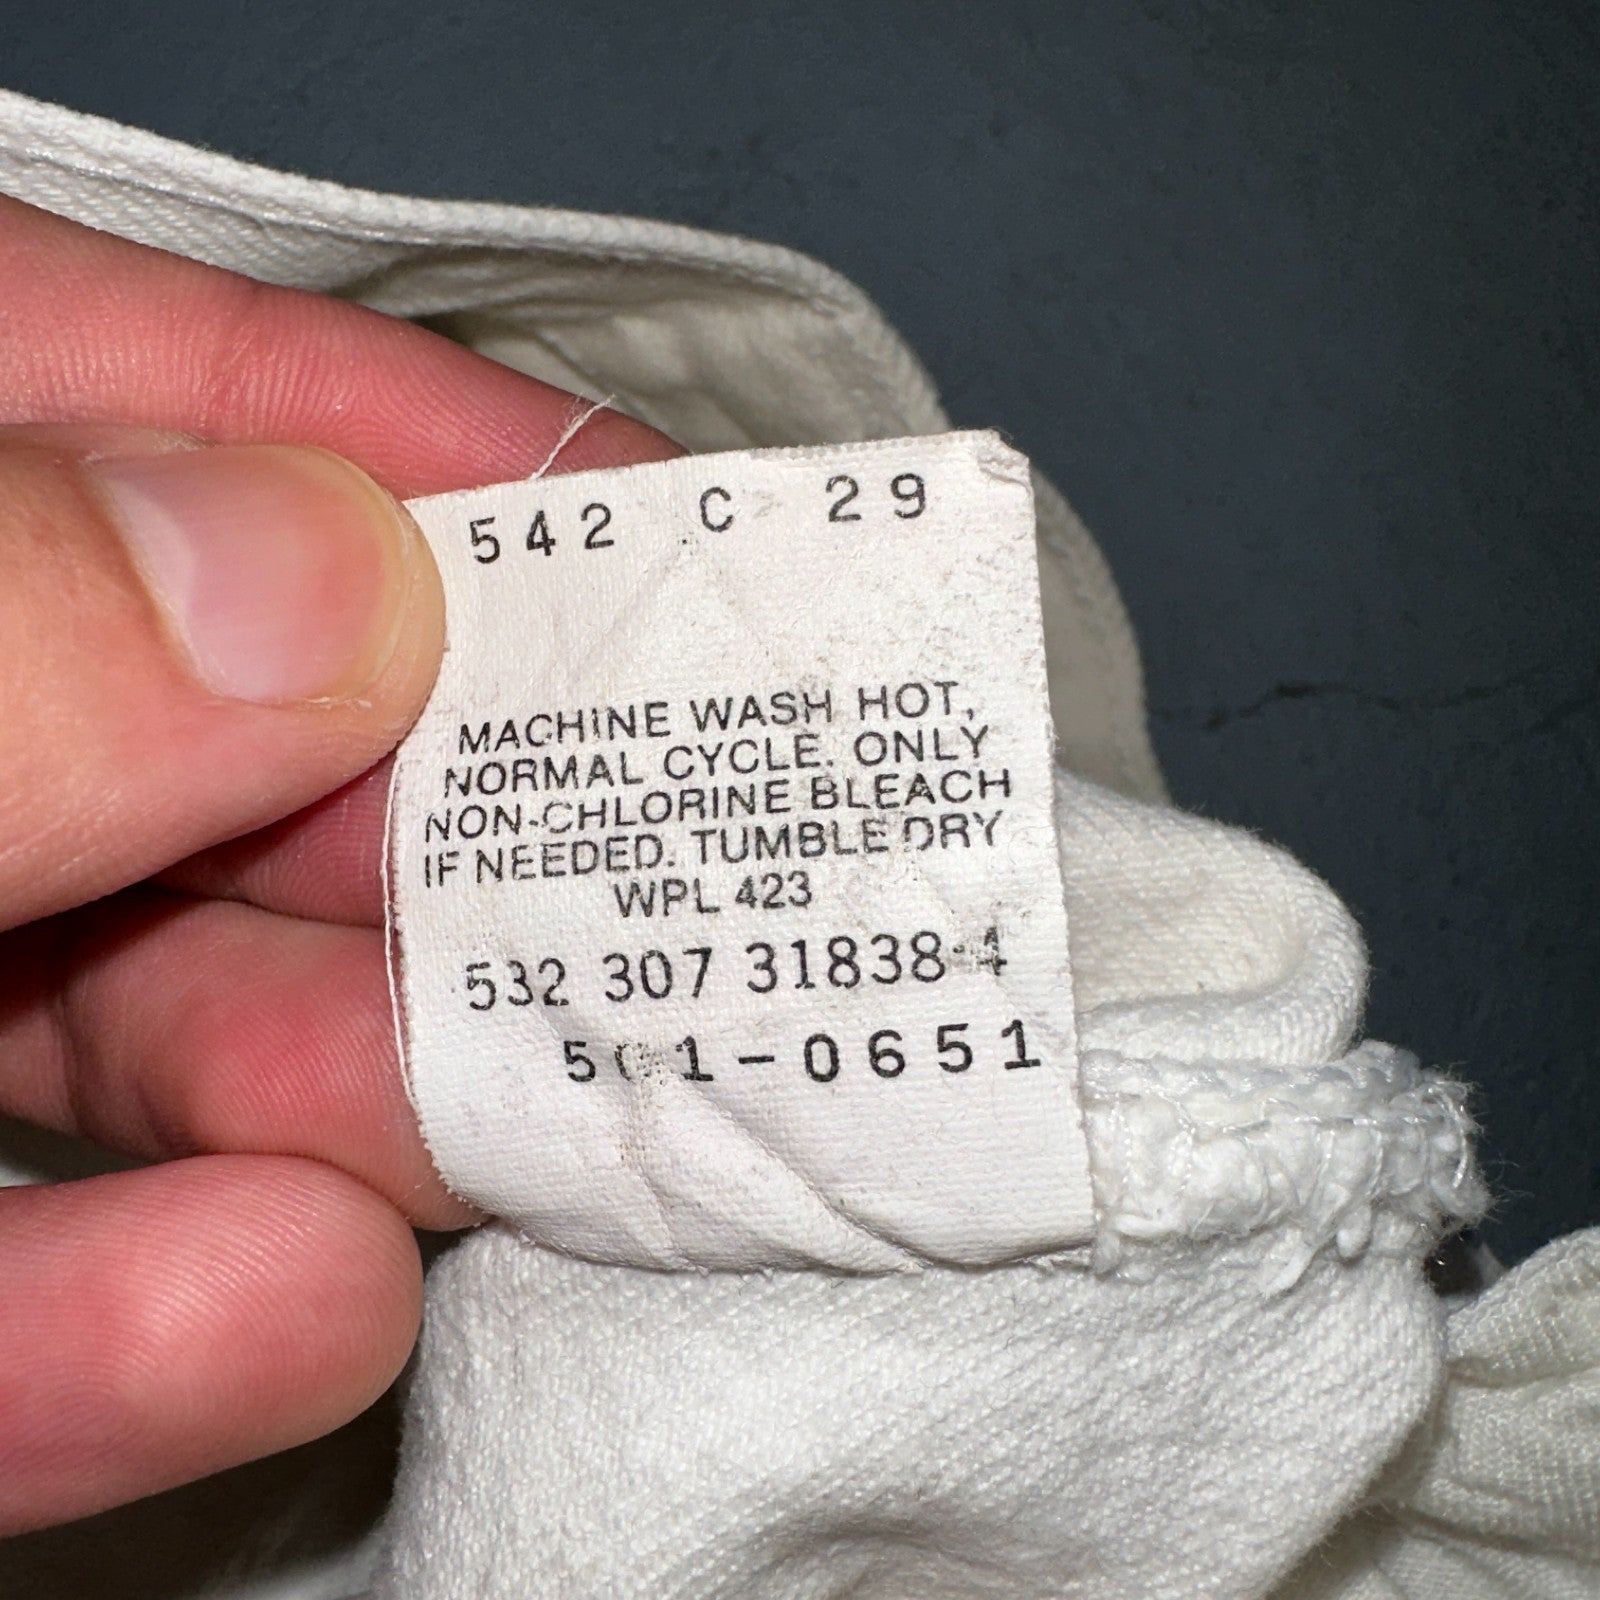 542 C 29
MACHINE WASH HOT,
NORMAL CYCLE. ONLY
NON-CHLORINE BLEACH
IF NEEDED. TUMBLE DRY
WPL 423
532 307 31838-4
501-0651